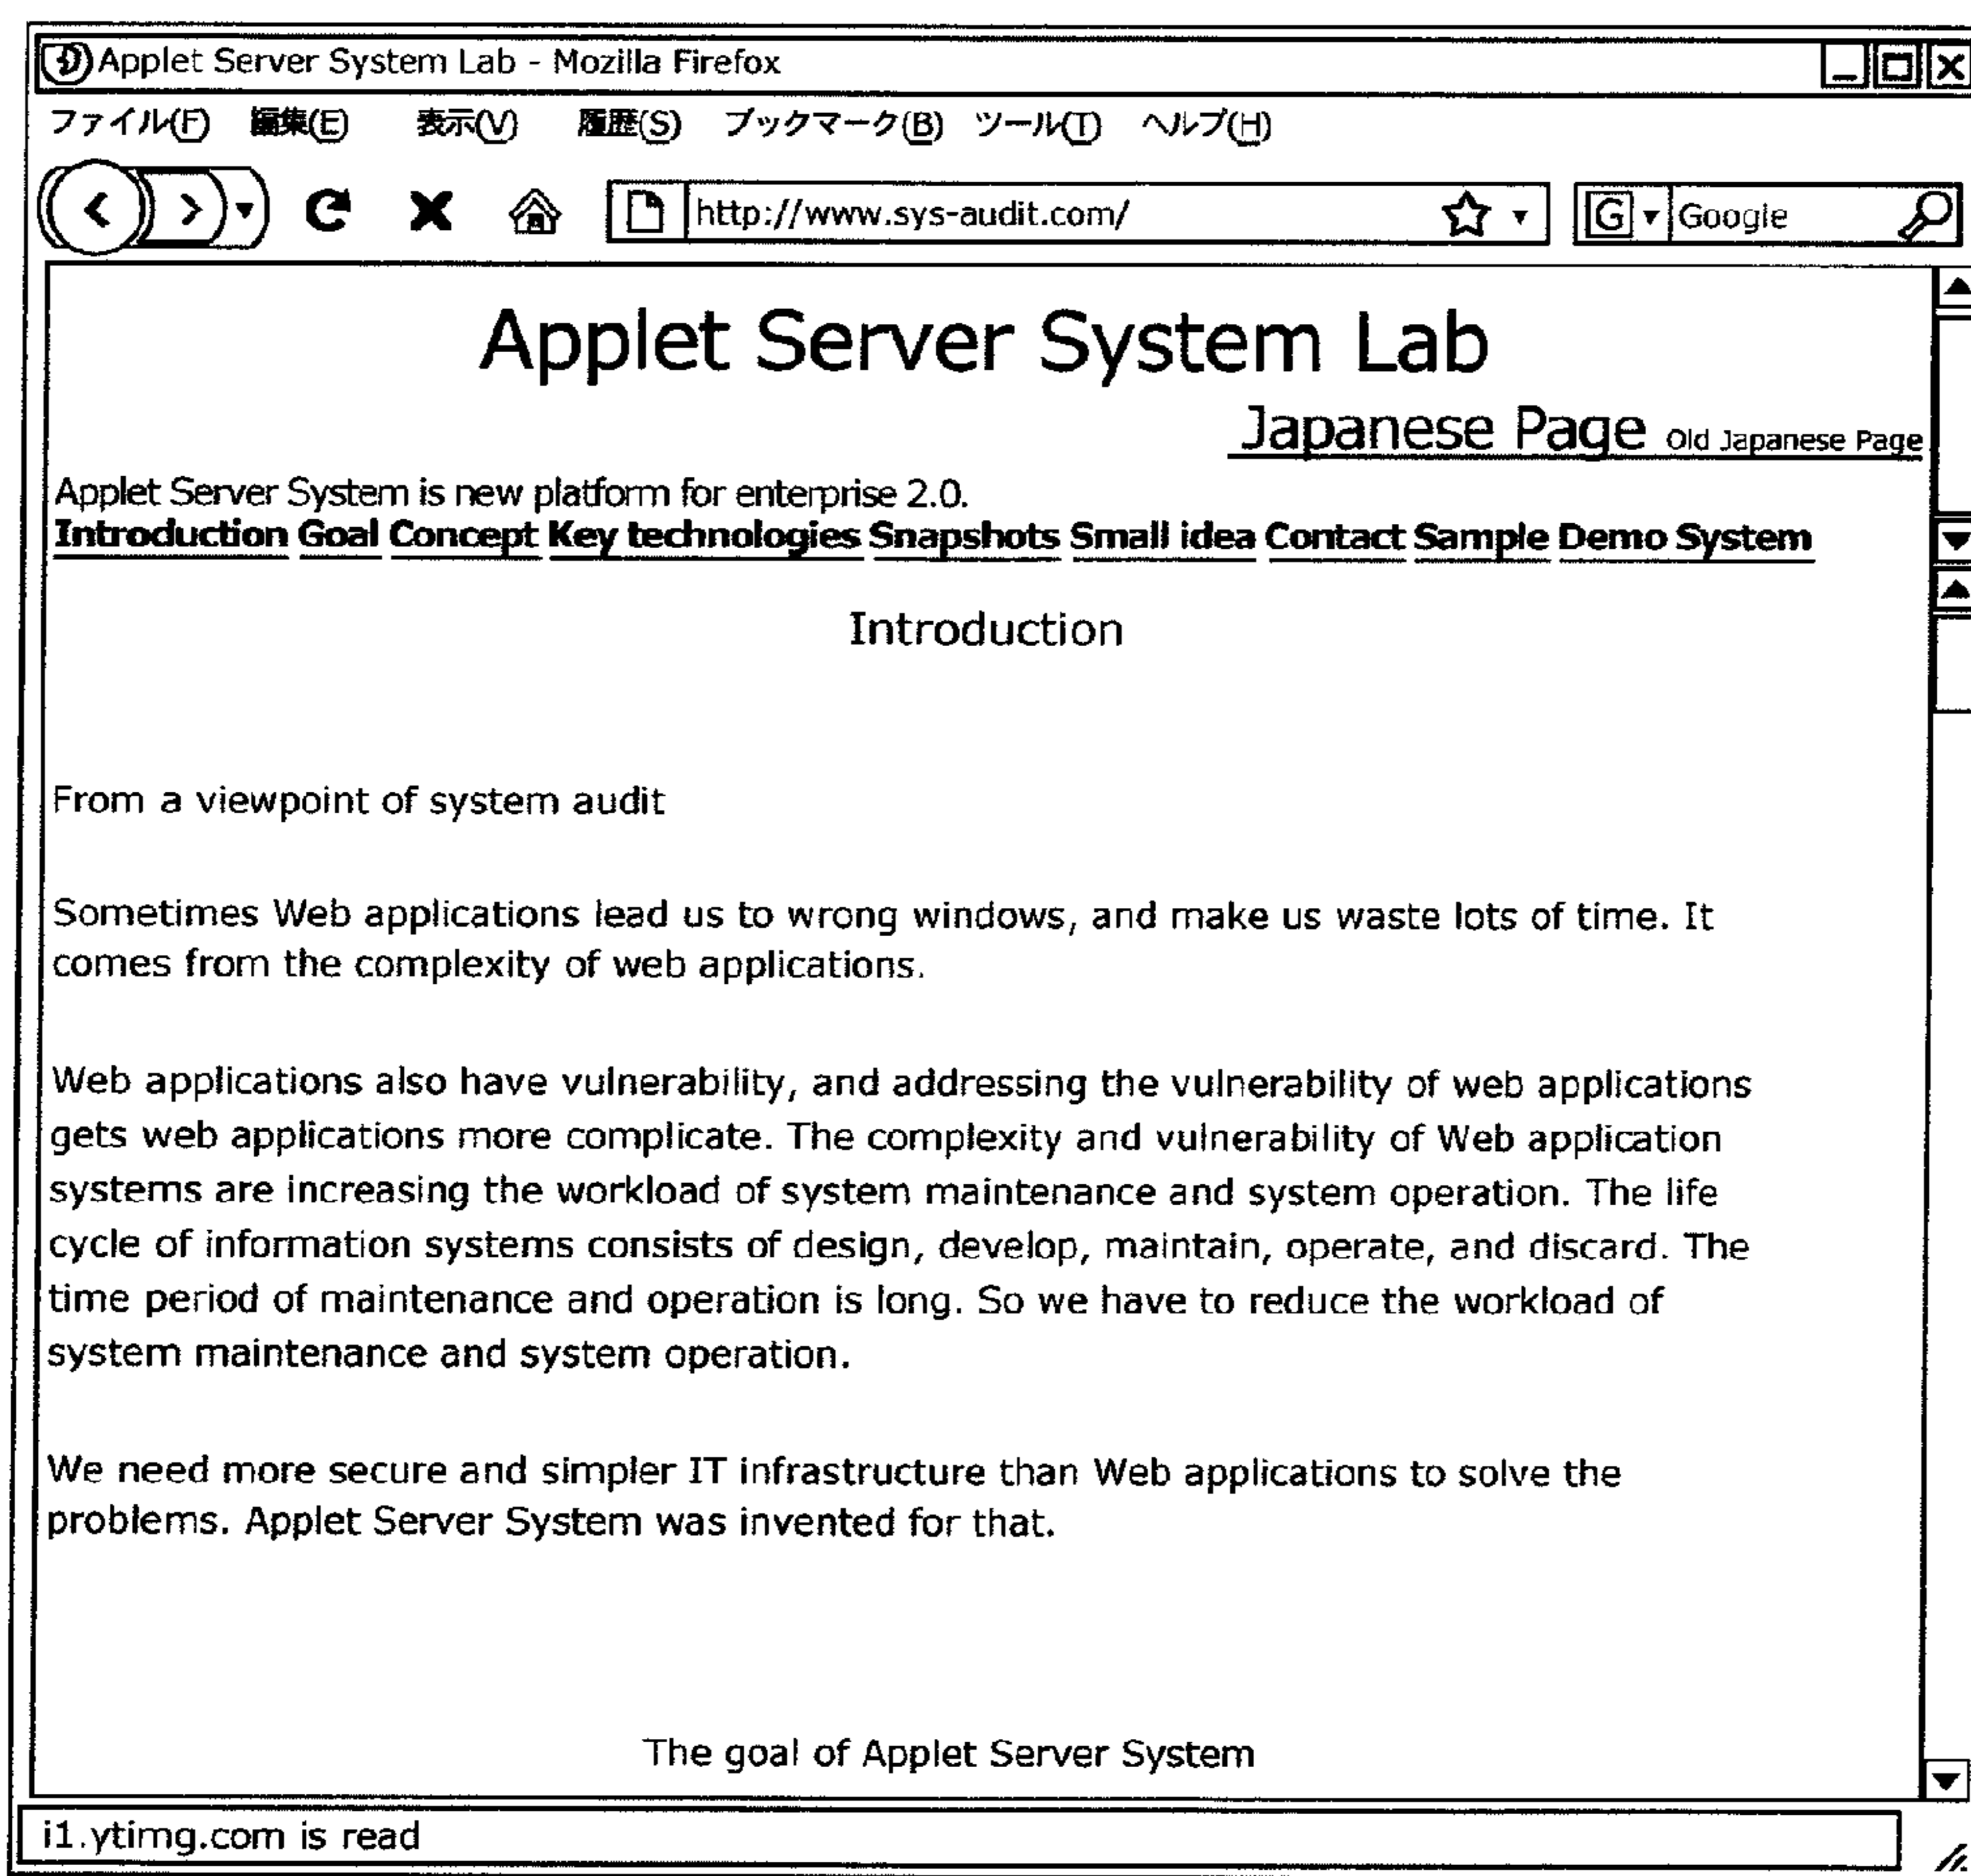 Applet Server System Lab - Mozilla Firefox
ファイル(F) 編集(E) 表示(V) 履歴(S) ブックマーク(B) ツール(T) ヘルプ(H)
http://www.sys-audit.com/ G Google
Applet Server System Lab
Japanese Page Old Japanese Page
Applet Server System is new platform for enterprise 2.0.
Introduction Goal Concept Key technologies Snapshots Small idea Contact Sample Demo System
Introduction
From a viewpoint of system audit
Sometimes Web applications lead us to wrong windows, and make us waste lots of time. It
comes from the complexity of web applications.
Web applications also have vulnerability, and addressing the vulnerability of web applications
gets web applications more complicate. The complexity and vulnerability of Web application
systems are increasing the workload of system maintenance and system operation. The life
cycle of information systems consists of design, develop, maintain, operate, and discard. The
time period of maintenance and operation is long. So we have to reduce the workload of
system maintenance and system operation.
We need more secure and simpler IT infrastructure than Web applications to solve the
problems. Applet Server System was invented for that.
The goal of Applet Server System
i1.ytimg.com is read